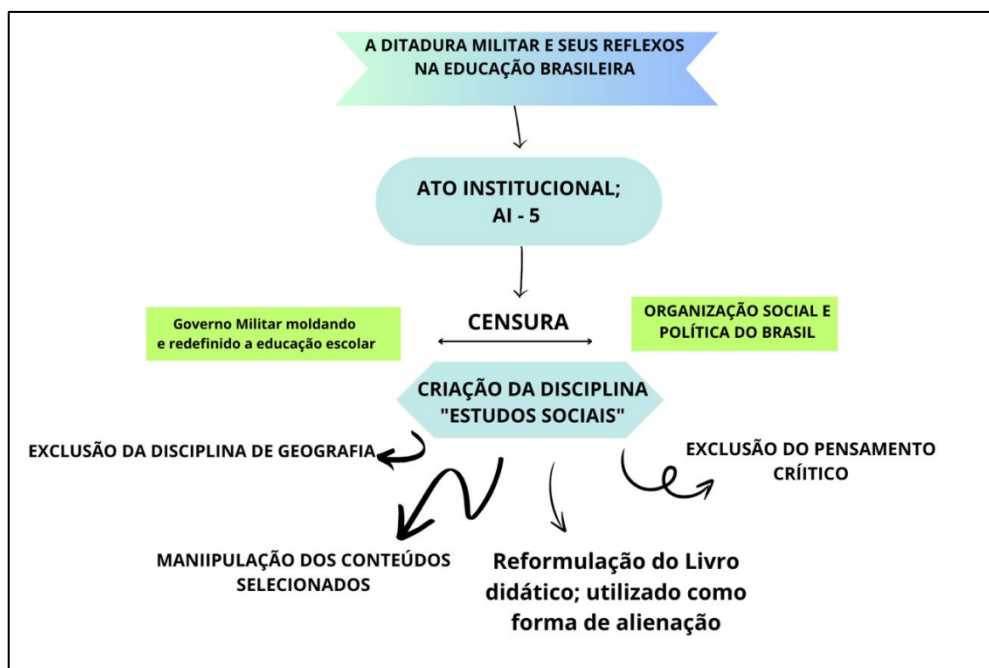 A DITADURA MILITAR E SEUS REFLEXOS
NA EDUCAÇÃO BRASILEIRA
ATO INSTITUCIONAL;
AI - 5
Governo Militar moldando
e redefinido a educação escolar
CENSURA
ORGANIZAÇÃO SOCIAL E
POLÍTICA DO BRASIL
CRIAÇÃO DA DISCIPLINA
"ESTUDOS SOCIAIS"
EXCLUSÃO DA DISCIPLINA DE GEOGRAFIA
EXCLUSÃO DO PENSAMENTO
CRÍITICO
MANIIPULAÇÃO DOS CONTEÚDOS
SELECIONADOS
Reformulação do Livro
didático; utilizado como
forma de alienação